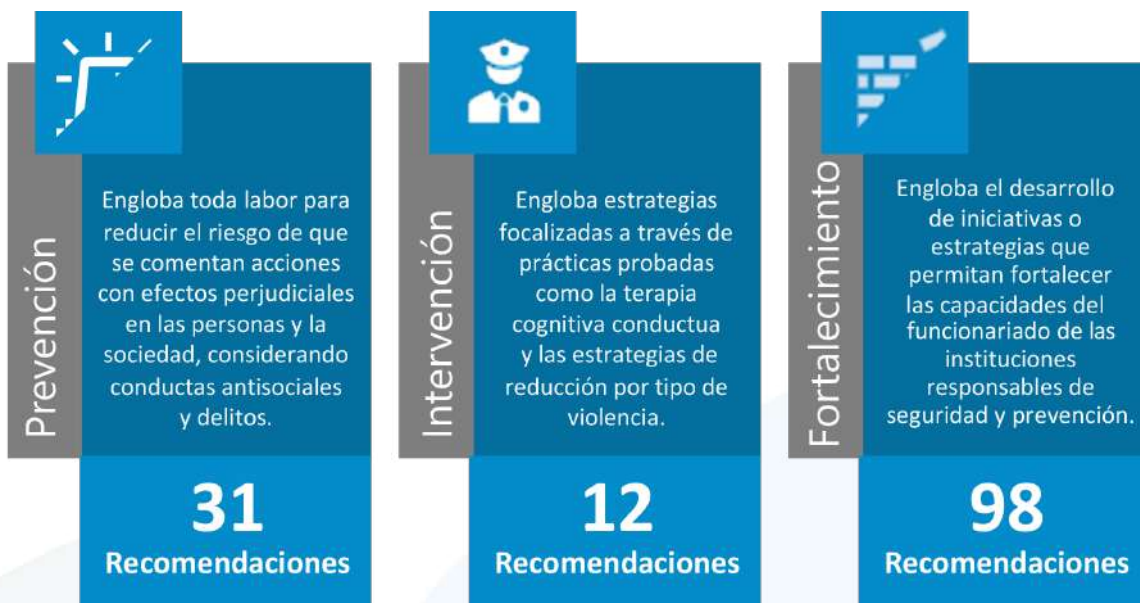 Prevención
Engloba toda labor para
reducir el riesgo de que
se comentan acciones
con efectos perjudiciales
en las personas y la
sociedad, considerando
conductas antisociales
y delitos.
31
Recomendaciones
Intervención
Engloba estrategias
focalizadas a través de
prácticas probadas
como la terapia
cognitiva conductua
y las estrategias de
reducción por tipo de
violencia.
12
Recomendaciones
Fortalecimiento
Engloba el desarrollo
de iniciativas o
estrategias que
permitan fortalecer
las capacidades del
funcionariado de las
instituciones
responsables de
seguridad y prevención.
98
Recomendaciones